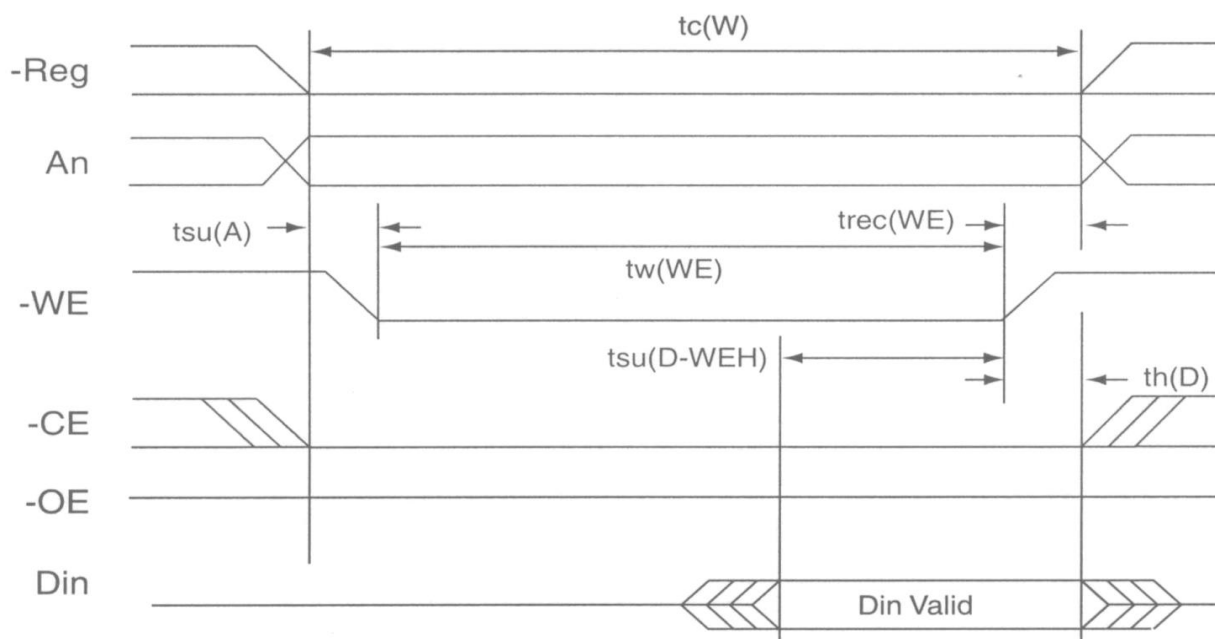 tc(W)
-Reg
An
tsu(A)
trec(WE)
tw(WE)
-WE
tsu(D-WEH)
th(D)
-CE
-OE
Din
Din Valid